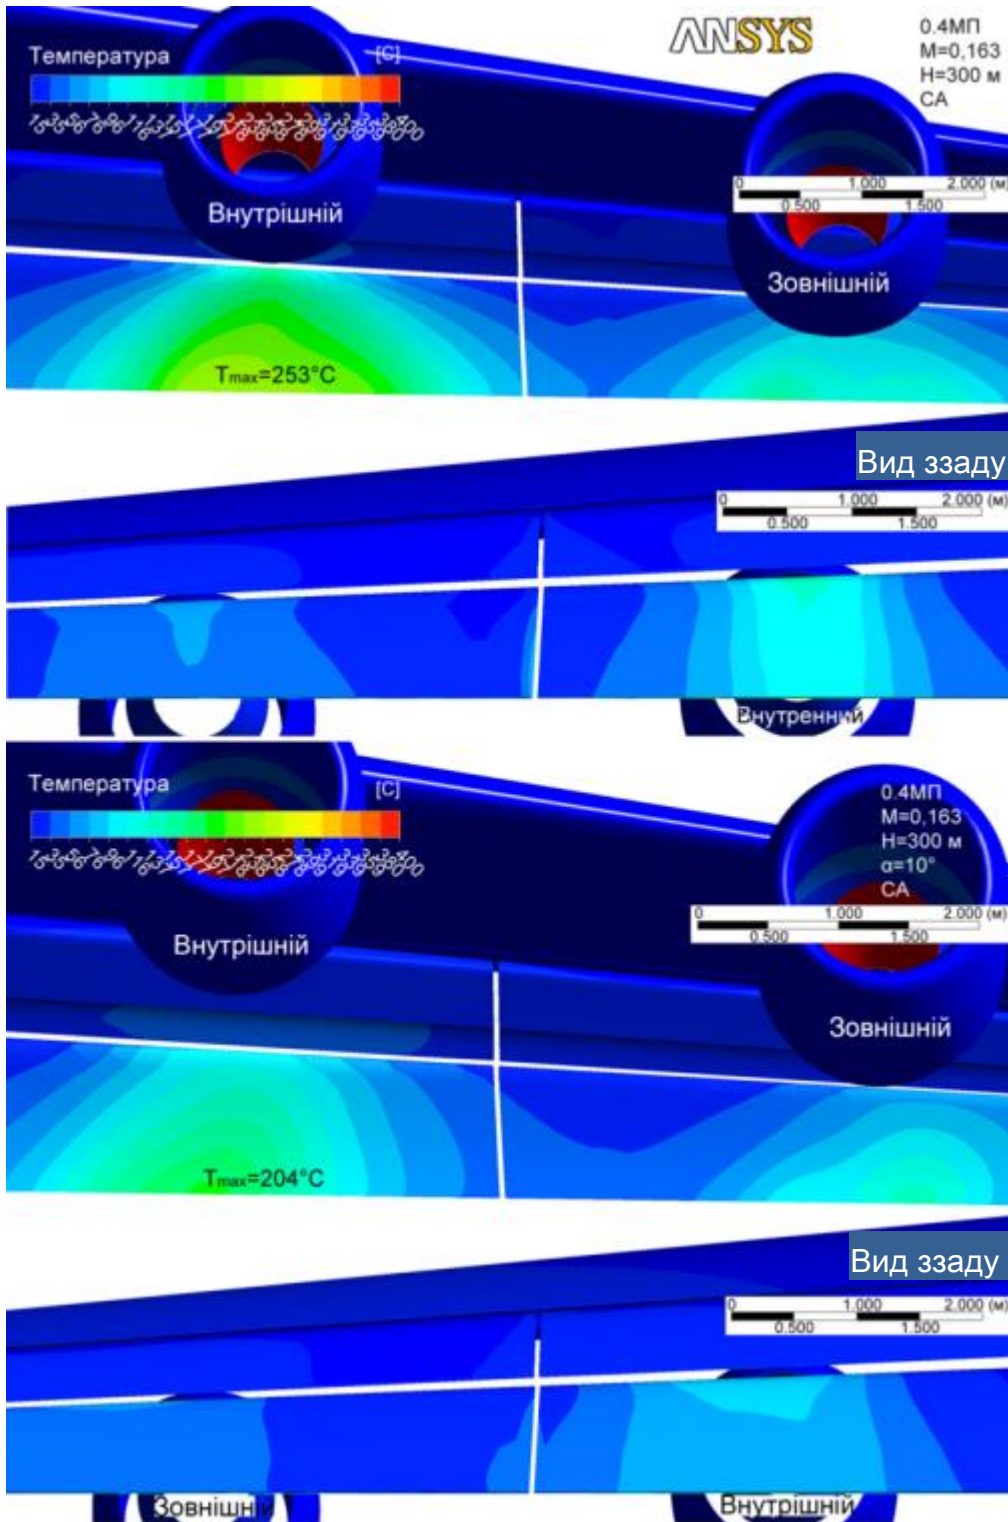 Температура [C]
ANSYS
0.4МП
М=0,163
Н=300 м
СА
Внутрішній
0 1.000 2.000 (м)
0.500 1.500
Зовнішній
Tmax=253°C
Вид ззаду
0 1.000 2.000 (м)
0.500 1.500
Внутренний
Температура [C]
0.4МП
М=0,163
Н=300 м
α=10°
СА
0 1.000 2.000 (м)
0.500 1.500
Внутрішній
Зовнішній
Tmax=204°C
Вид ззаду
0 1.000 2.000 (м)
0.500 1.500
Зовнішній
Внутрішній